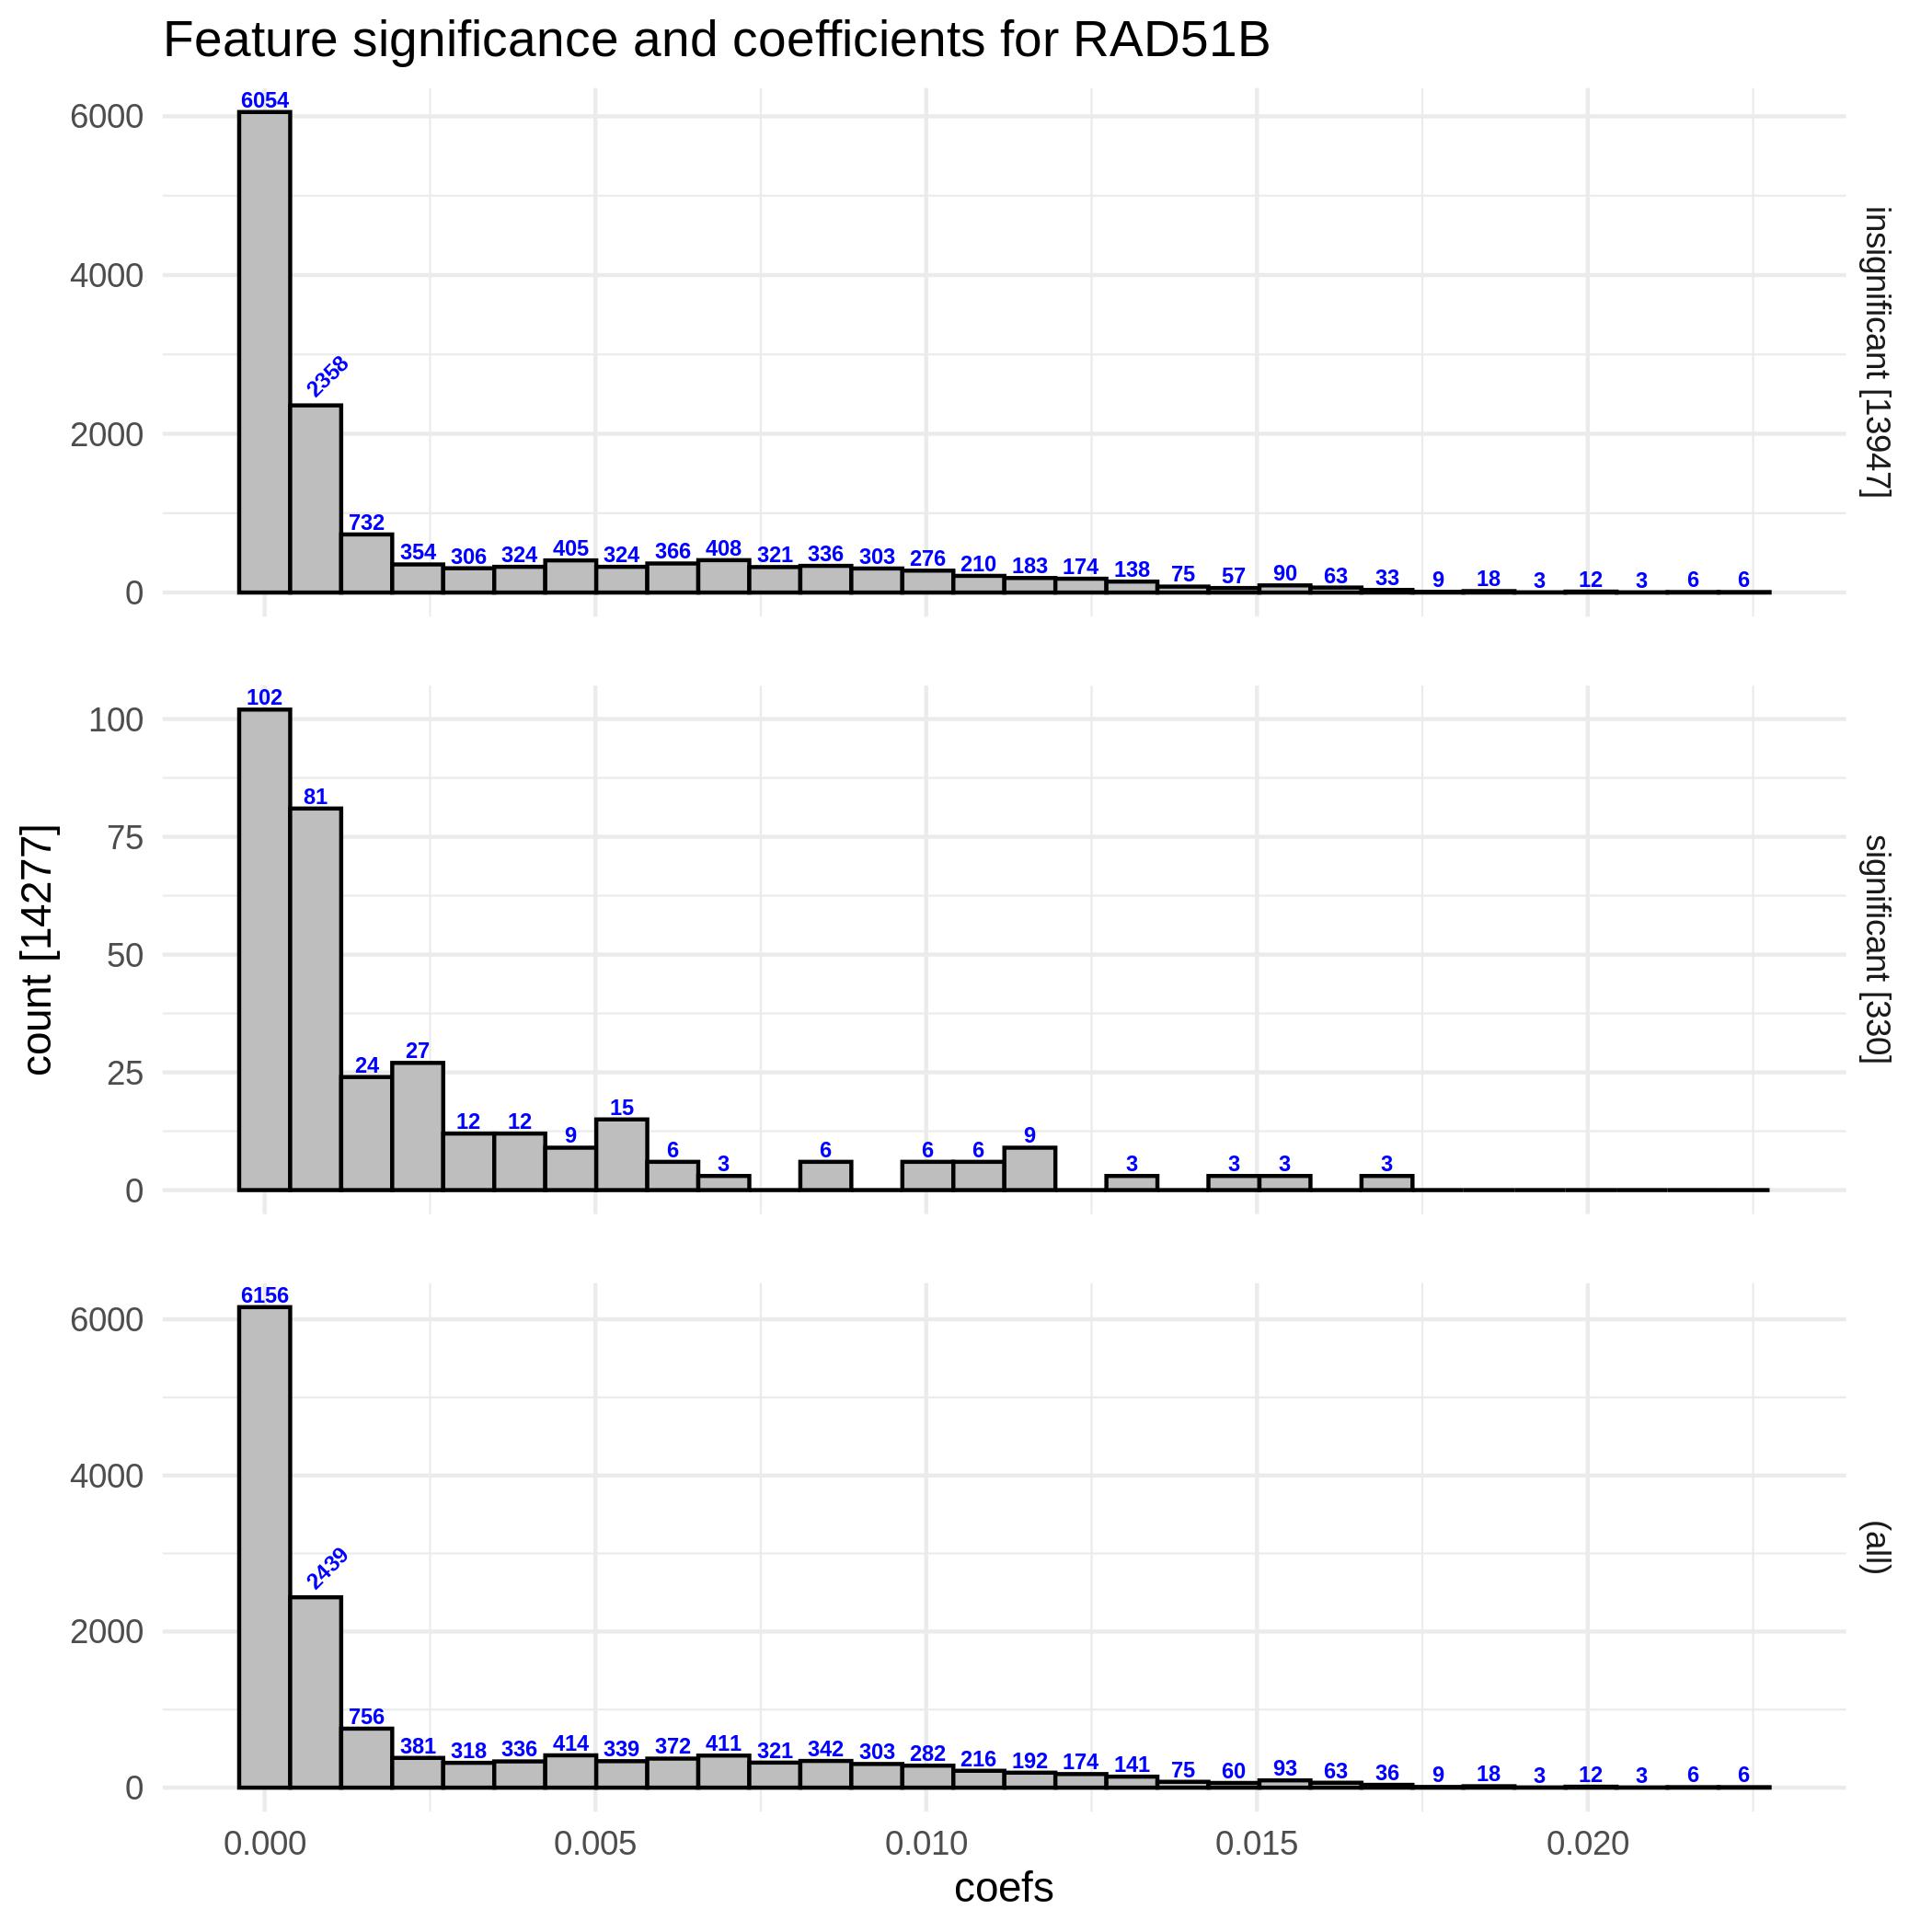 Feature significance and coefficients for RAD51B
6054
6000
4000
2358
2000
732
354 306 324 405 324 366 408 321 336 303 276 210 183 174 138 75 57 90 63 33 9 18 3 12 3 6 6
0
insignificant [13947]
102
100
81
75
50
27
24
25
15
12 12 9 6 3 6 6 6 9 3 3 3 3
0
significant [330]
count [14277]
6156
6000
4000
2439
2000
756
381 318 336 414 339 372 411 321 342 303 282 216 192 174 141 75 60 93 63 36 9 18 3 12 3 6 6
0
(all)
0.000 0.005 0.010 0.015 0.020
coefs